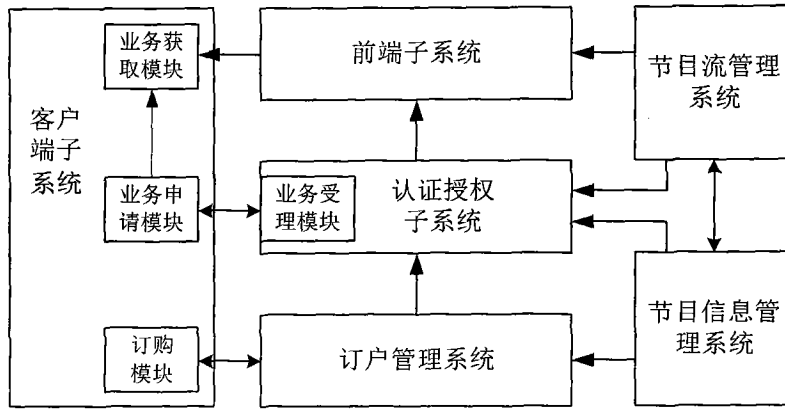 业务获
取模块
前端子系统
节目流管理
系统
客户
端子
系统
业务申
请模块
业务受
理模块
认证授权
子系统
订购
模块
订户管理系统
节目信息管
理系统